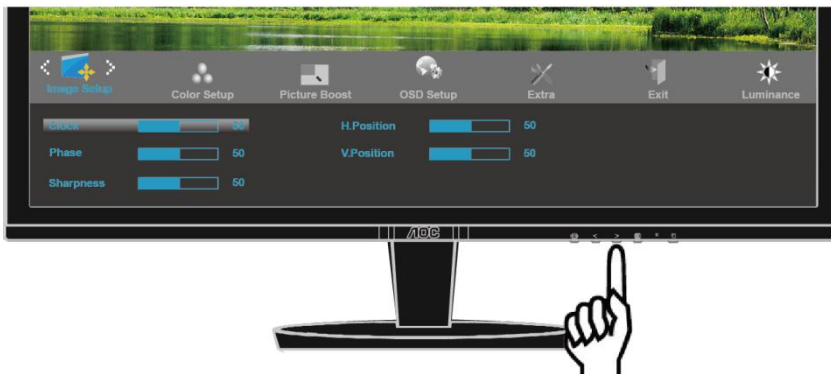 < >
Image Setup Color Setup Picture Boost OSD Setup Extra Exit Luminance
Clock 50 H.Position 50
Phase 50 V.Position 50
Sharpness 50
AOC
< >